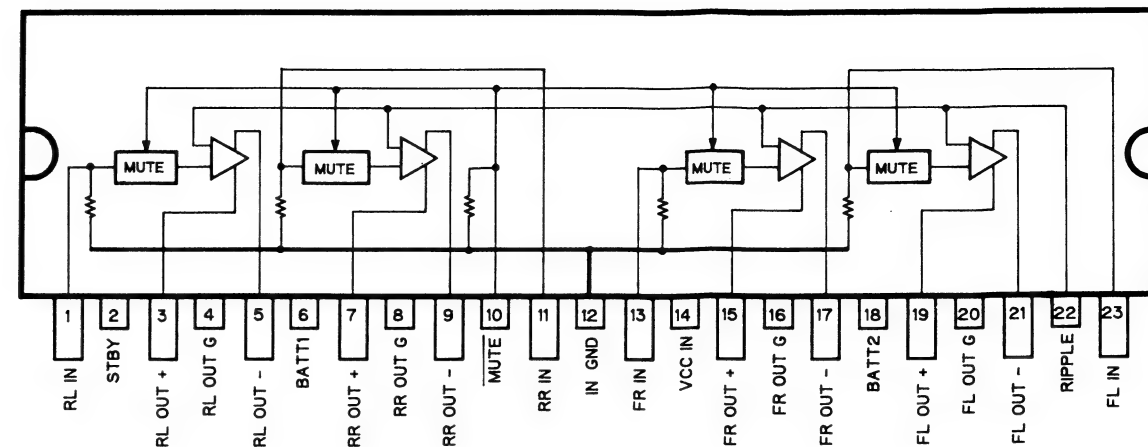 MUTE
MUTE
MUTE
MUTE
1 2 3 4 5 6 7 8 9 10 11 12 13 14 15 16 17 18 19 20 21 22 23
RL IN
STBY
RL OUT +
RL OUT G
RL OUT -
BATT1
RR OUT +
RR OUT G
RR OUT -
MUTE
RR IN
IN GND
FR IN
VCC IN
FR OUT +
FR OUT G
FR OUT -
BATT2
FL OUT +
FL OUT G
FL OUT -
RIPPLE
FL IN